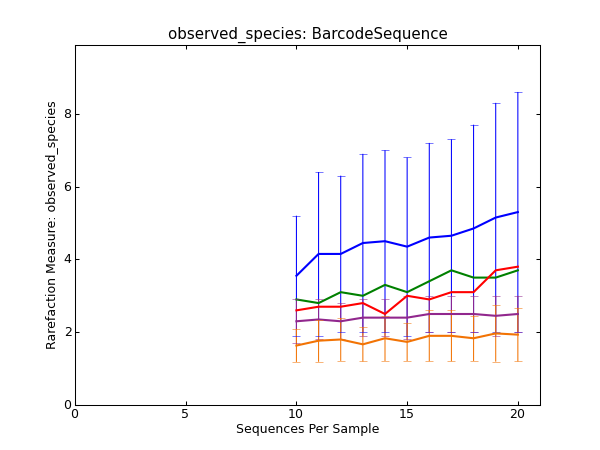 observed_species: BarcodeSequence
Rarefaction Measure: observed_species
8
6
4
2
0
0 5 10 15 20
Sequences Per Sample